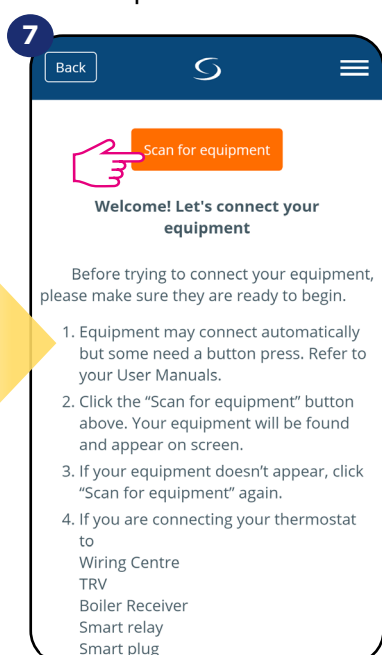 7
Back
Scan for equipment
Welcome! Let's connect your
equipment
Before trying to connect your equipment,
please make sure they are ready to begin.
1. Equipment may connect automatically
but some need a button press. Refer to
your User Manuals.
2. Click the “Scan for equipment” button
above. Your equipment will be found
and appear on screen.
3. If your equipment doesn’t appear, click
“Scan for equipment” again.
4. If you are connecting your thermostat
to
Wiring Centre
TRV
Boiler Receiver
Smart relay
Smart plug